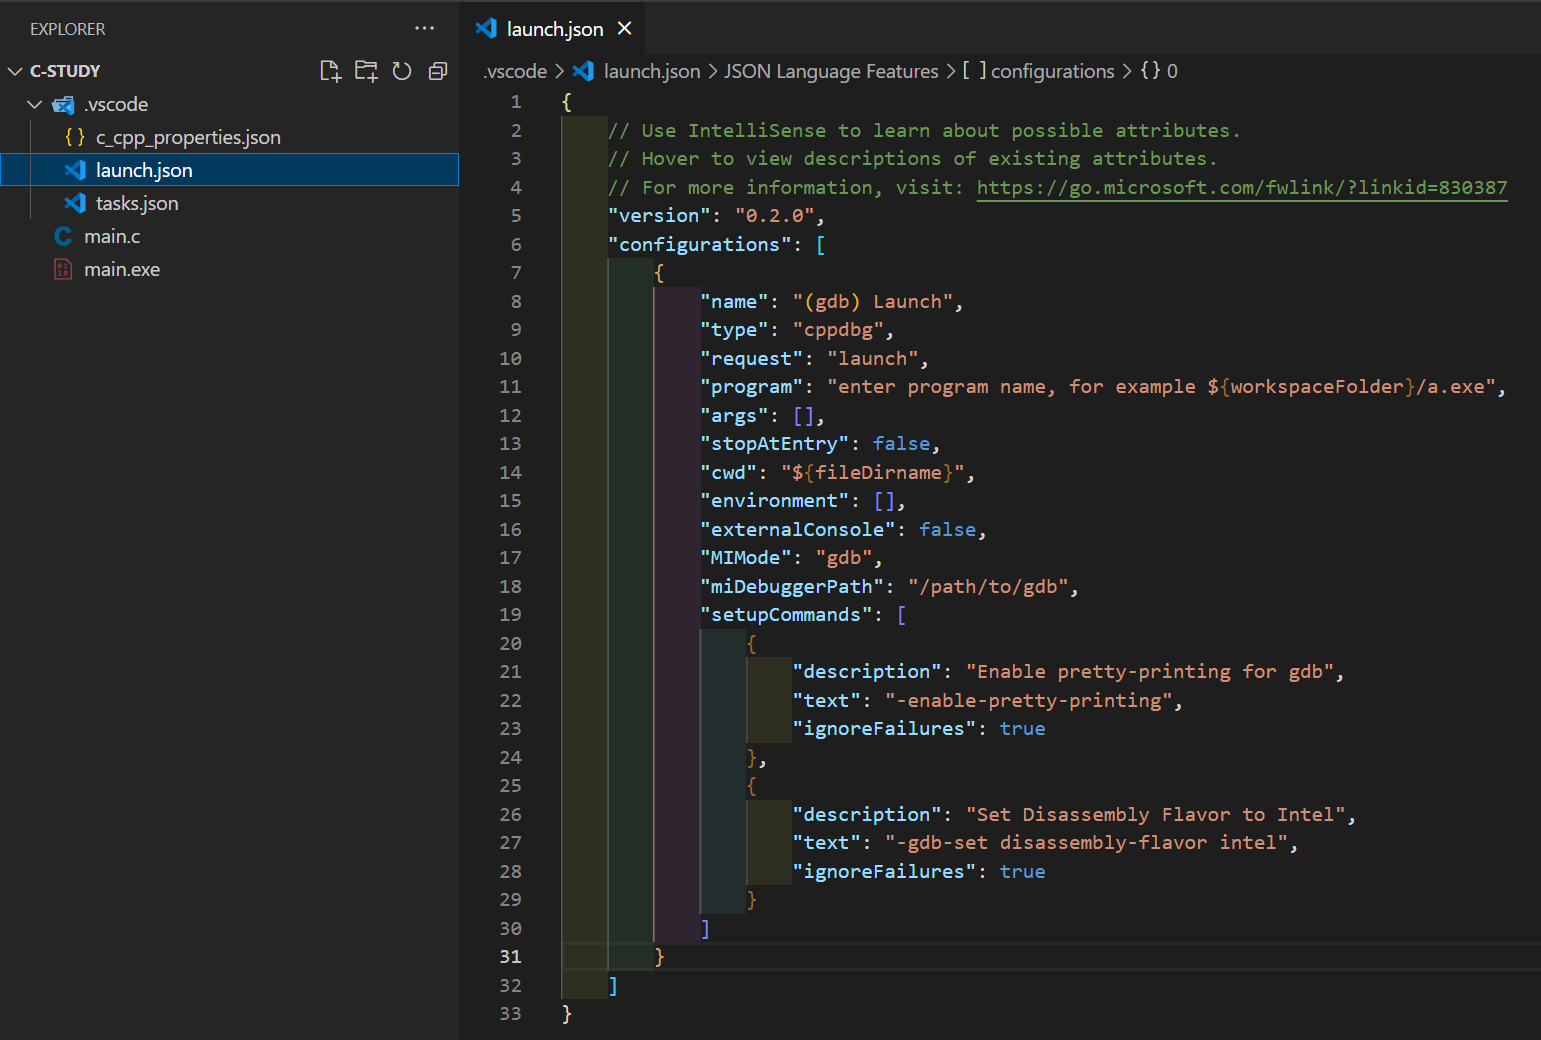 EXPLORER
C-STUDY
.vscode
c_cpp_properties.json
launch.json
tasks.json
main.c
main.exe
launch.json
.vscode > launch.json > JSON Language Features > [ ] configurations > {} 0
1 {
2 // Use IntelliSense to learn about possible attributes.
3 // Hover to view descriptions of existing attributes.
4 // For more information, visit: https://go.microsoft.com/fwlink/?linkid=830387
5 "version": "0.2.0",
6 "configurations": [
7 {
8 "name": "(gdb) Launch",
9 "type": "cppdbg",
10 "request": "launch",
11 "program": "enter program name, for example ${workspaceFolder}/a.exe",
12 "args": [],
13 "stopAtEntry": false,
14 "cwd": "${fileDirname}",
15 "environment": [],
16 "externalConsole": false,
17 "MIMode": "gdb",
18 "miDebuggerPath": "/path/to/gdb",
19 "setupCommands": [
20 {
21 "description": "Enable pretty-printing for gdb",
22 "text": "-enable-pretty-printing",
23 "ignoreFailures": true
24 },
25 {
26 "description": "Set Disassembly Flavor to Intel",
27 "text": "-gdb-set disassembly-flavor intel",
28 "ignoreFailures": true
29 }
30 ]
31 }
32 ]
33 }